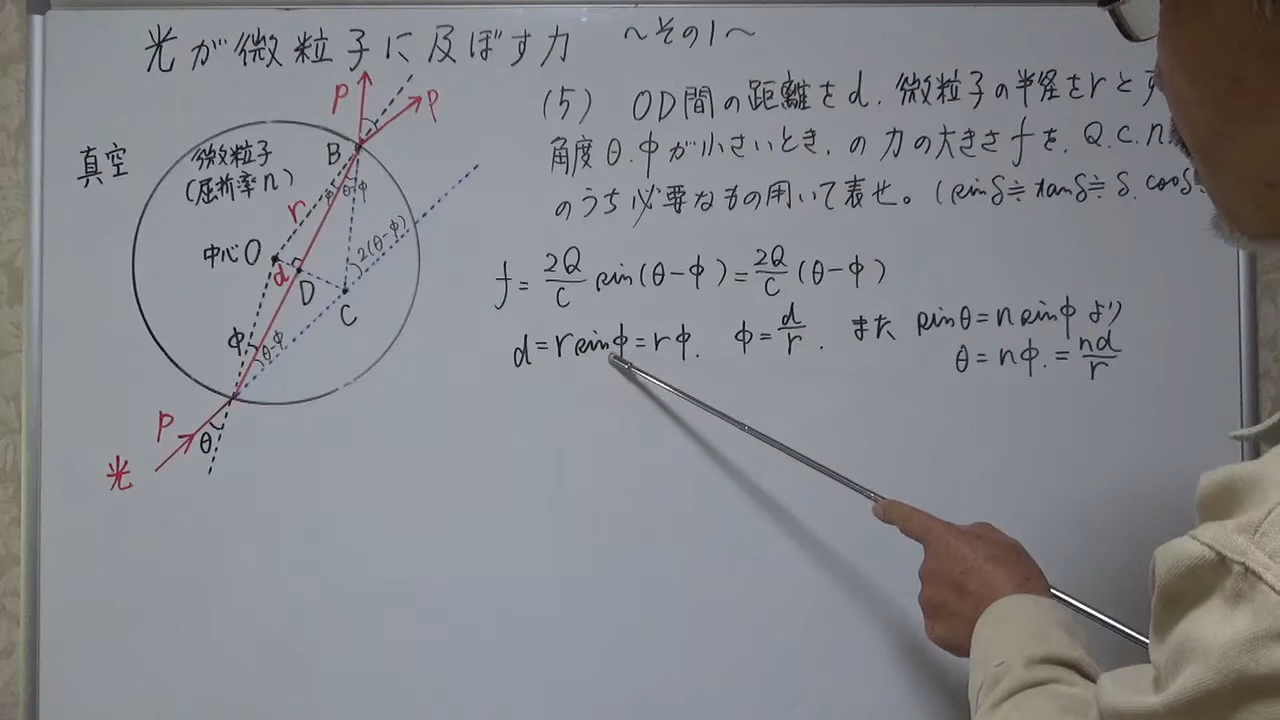 光が微粒子に及ぼす力 ～その1～
(5) OD間の距離をd、微粒子の半径をrとす
角度θ、φが小さいとき、の力の大きさfを、Q、c、n
のうち必要なもの用いて表せ。(sinδ≒tanδ≒δ、cosδ
f = 2Q/c sin(θ-φ) = 2Q/c (θ-φ)
d = r sinφ = rφ. φ = d/r. また sinθ = n sinφ より
θ = nφ. = nd/r
真空
微粒子
(屈折率n)
中心O
P
P
B
r
θ-φ
2(θ-φ)
d
D
C
φ
θ-φ
P
θ
光